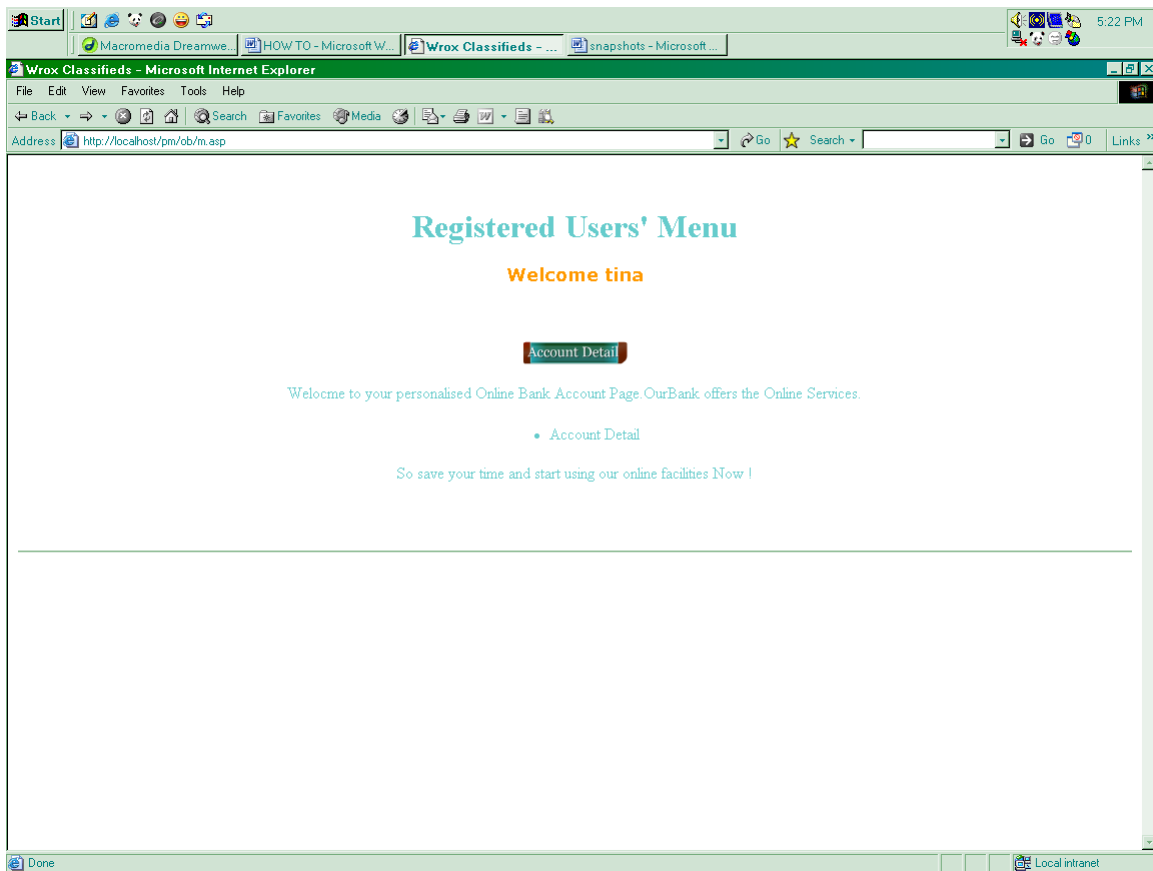 Start
5:22 PM
Macromedia Dreamwe... HOW TO - Microsoft W... Wrox Classifieds - ... snapshots - Microsoft ...
Wrox Classifieds - Microsoft Internet Explorer
File Edit View Favorites Tools Help
Back Search Favorites Media
Address http://localhost/pm/ob/m.asp Go Search Go 0 Links »
Registered Users' Menu
Welcome tina
Account Detail
Welocme to your personalised Online Bank Account Page.OurBank offers the Online Services.
• Account Detail
So save your time and start using our online facilities Now !
Done Local intranet